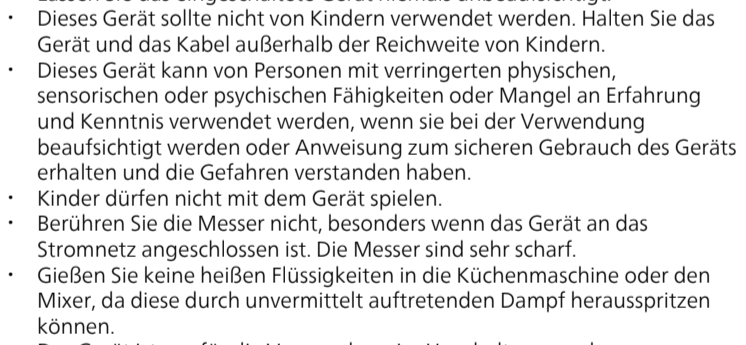 · Dieses Gerät sollte nicht von Kindern verwendet werden. Halten Sie das
Gerät und das Kabel außerhalb der Reichweite von Kindern.
· Dieses Gerät kann von Personen mit verringerten physischen,
sensorischen oder psychischen Fähigkeiten oder Mangel an Erfahrung
und Kenntnis verwendet werden, wenn sie bei der Verwendung
beaufsichtigt werden oder Anweisung zum sicheren Gebrauch des Geräts
erhalten und die Gefahren verstanden haben.
· Kinder dürfen nicht mit dem Gerät spielen.
· Berühren Sie die Messer nicht, besonders wenn das Gerät an das
Stromnetz angeschlossen ist. Die Messer sind sehr scharf.
· Gießen Sie keine heißen Flüssigkeiten in die Küchenmaschine oder den
Mixer, da diese durch unvermittelt auftretenden Dampf herausspritzen
können.